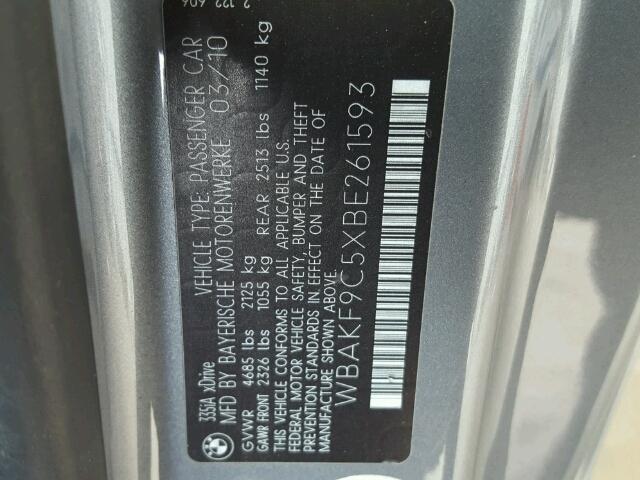 335iA xDrive VEHICLE TYPE: PASSENGER CAR
MFD BY BAYERISCHE MOTORENWERKE 03/10
GVWR 4685 lbs 2125 kg
GAWR FRONT 2326 lbs 1055 kg REAR 2513 lbs 1140 kg
THIS VEHICLE CONFORMS TO ALL APPLICABLE U.S.
FEDERAL MOTOR VEHICLE SAFETY, BUMPER AND THEFT
PREVENTION STANDARDS IN EFFECT ON THE DATE OF
MANUFACTURE SHOWN ABOVE.
WBAKF9C5XBE261593